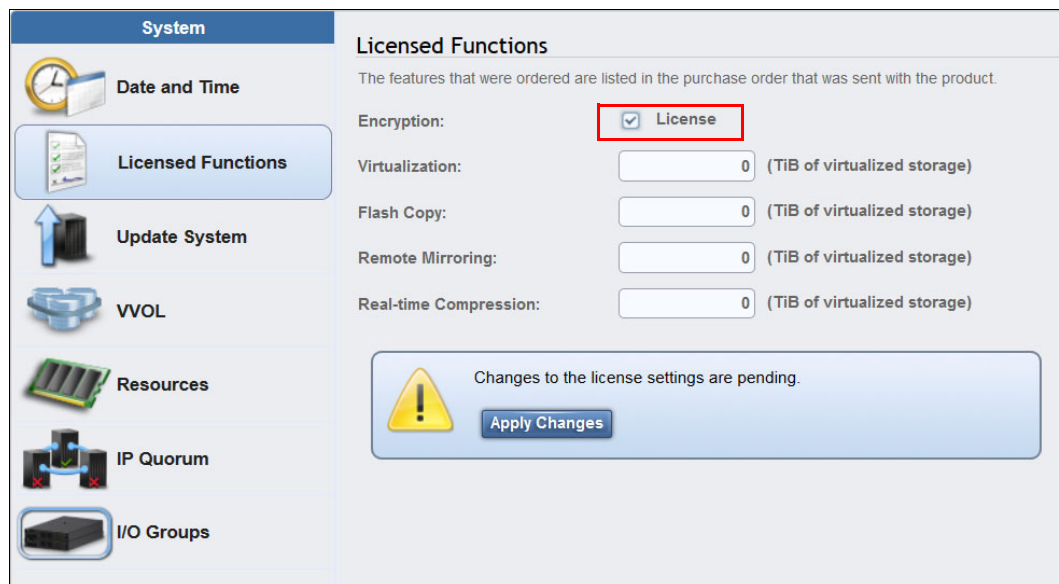 System
Date and Time
Licensed Functions
Update System
VVOL
Resources
IP Quorum
I/O Groups
Licensed Functions
The features that were ordered are listed in the purchase order that was sent with the product.
Encryption: License
Virtualization: 0 (TiB of virtualized storage)
Flash Copy: 0 (TiB of virtualized storage)
Remote Mirroring: 0 (TiB of virtualized storage)
Real-time Compression: 0 (TiB of virtualized storage)
Changes to the license settings are pending.
Apply Changes